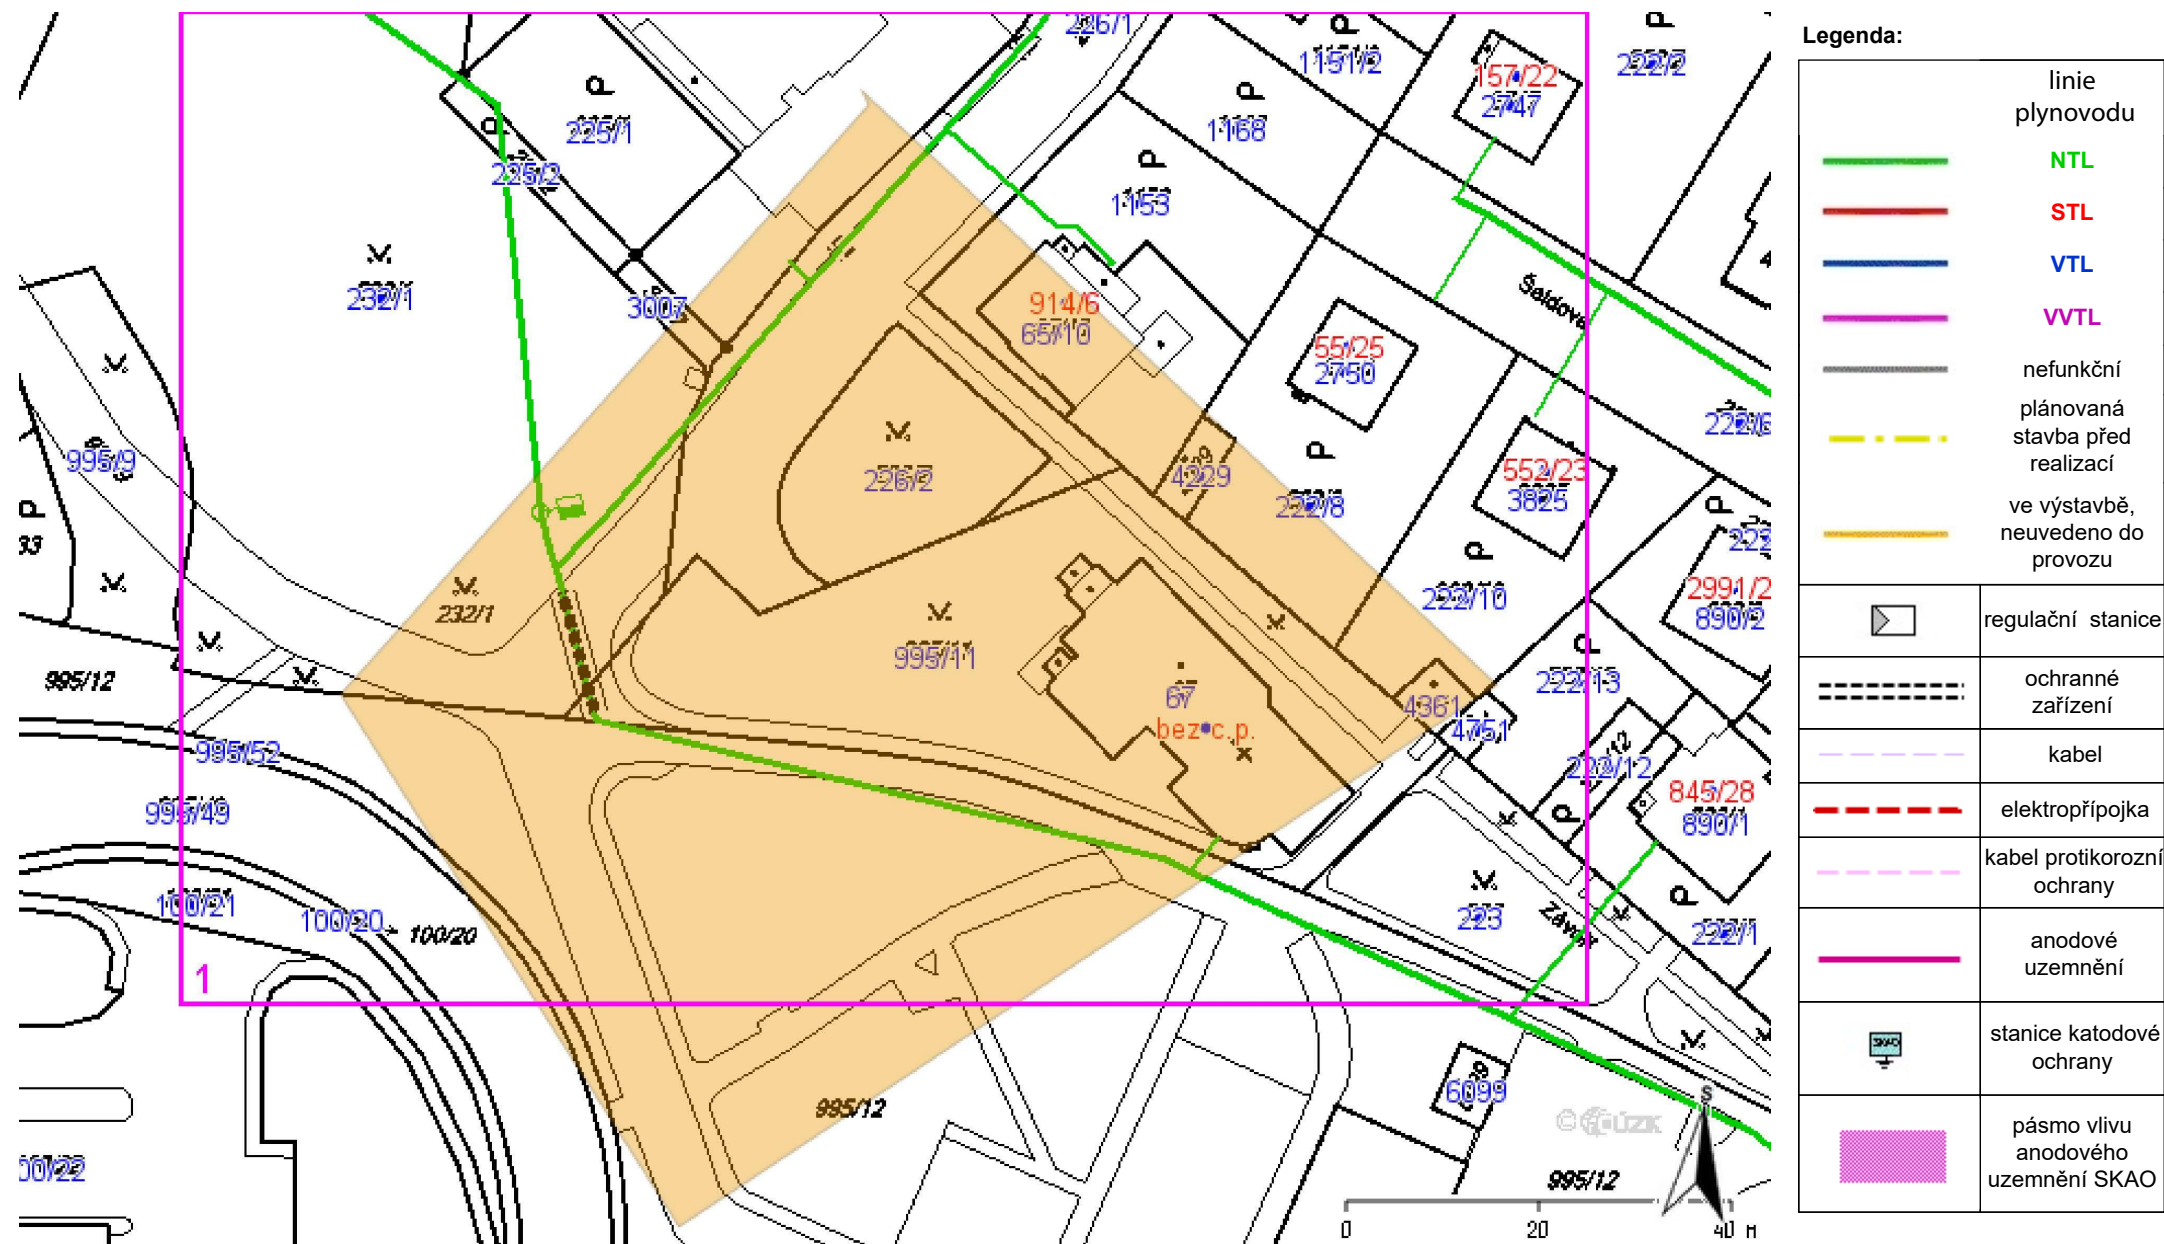 226/1
1151/2
157/22
2747
222/2
P
225/1
P
1168
225/2
P
1153
232/1
3007
914/6
65/10
Šaldova
55/25
2750
222/6
995/9
226/2
4229
P
222/8
552/23
3825
P
33
P
222/10
2991/2
890/2
232/1
995/11
P
222/13
995/12
67
bez c.p.
4361
4751
995/52
222/12
P
845/28
890/1
995/49
100/21
100/20
100/20
223
P
222/1
1
6099
995/12
00/22
995/12
S
0 20 40 M
Legenda:
linie
plynovodu
NTL
STL
VTL
VVTL
nefunkční
plánovaná
stavba před
realizací
ve výstavbě,
neuvedeno do
provozu
regulační stanice
ochranné
zařízení
kabel
elektropřípojka
kabel protikorozní
ochrany
anodové
uzemnění
SKAO
stanice katodové
ochrany
pásmo vlivu
anodového
uzemnění SKAO